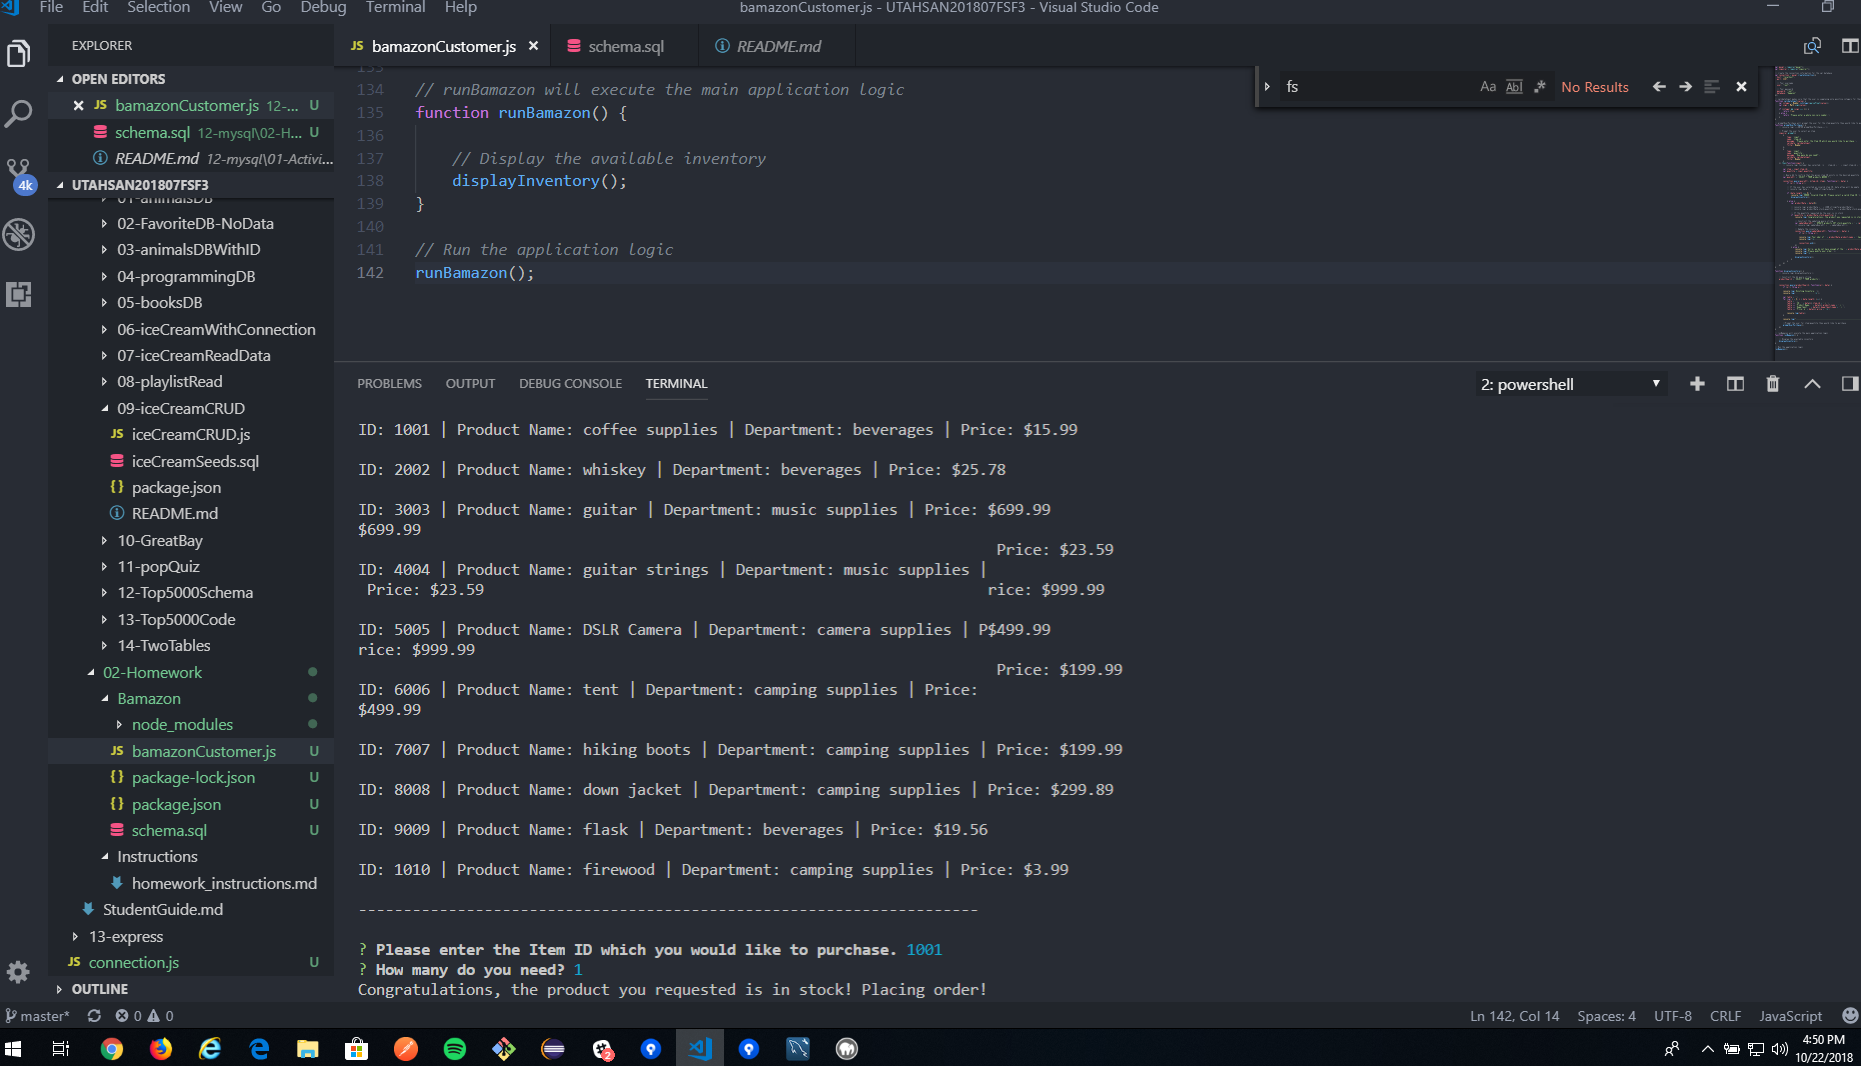 File Edit Selection View Go Debug Terminal Help
bamazonCustomer.js - UTAHSAN201807FSF3 - Visual Studio Code
EXPLORER
OPEN EDITORS
JS bamazonCustomer.js 12-... U
schema.sql 12-mysql\02-H... U
README.md 12-mysql\01-Activi...
4k
UTAHSAN201807FSF3
01-animalsDB
02-FavoriteDB-NoData
03-animalsDBWithID
04-programmingDB
05-booksDB
06-iceCreamWithConnection
07-iceCreamReadData
08-playlistRead
09-iceCreamCRUD
JS iceCreamCRUD.js
iceCreamSeeds.sql
{} package.json
README.md
10-GreatBay
11-popQuiz
12-Top5000Schema
13-Top5000Code
14-TwoTables
02-Homework
Bamazon
node_modules
JS bamazonCustomer.js U
{} package-lock.json U
{} package.json U
schema.sql U
Instructions
homework_instructions.md
StudentGuide.md
13-express
JS connection.js U
OUTLINE
JS bamazonCustomer.js
schema.sql
README.md
fs
Aa Abl .*
No Results
133
134 // runBamazon will execute the main application logic
135 function runBamazon() {
136
137 // Display the available inventory
138 displayInventory();
139 }
140
141 // Run the application logic
142 runBamazon();
PROBLEMS OUTPUT DEBUG CONSOLE TERMINAL
2: powershell
ID: 1001 | Product Name: coffee supplies | Department: beverages | Price: $15.99
ID: 2002 | Product Name: whiskey | Department: beverages | Price: $25.78
ID: 3003 | Product Name: guitar | Department: music supplies | Price: $699.99
$699.99
Price: $23.59
ID: 4004 | Product Name: guitar strings | Department: music supplies |
Price: $23.59 rice: $999.99
ID: 5005 | Product Name: DSLR Camera | Department: camera supplies | P$499.99
rice: $999.99
Price: $199.99
ID: 6006 | Product Name: tent | Department: camping supplies | Price:
$499.99
ID: 7007 | Product Name: hiking boots | Department: camping supplies | Price: $199.99
ID: 8008 | Product Name: down jacket | Department: camping supplies | Price: $299.89
ID: 9009 | Product Name: flask | Department: beverages | Price: $19.56
ID: 1010 | Product Name: firewood | Department: camping supplies | Price: $3.99
---------------------------------------------------------------------
? Please enter the Item ID which you would like to purchase. 1001
? How many do you need? 1
Congratulations, the product you requested is in stock! Placing order!
master* 0 0
Ln 142, Col 14 Spaces: 4 UTF-8 CRLF JavaScript
2
4:50 PM
10/22/2018